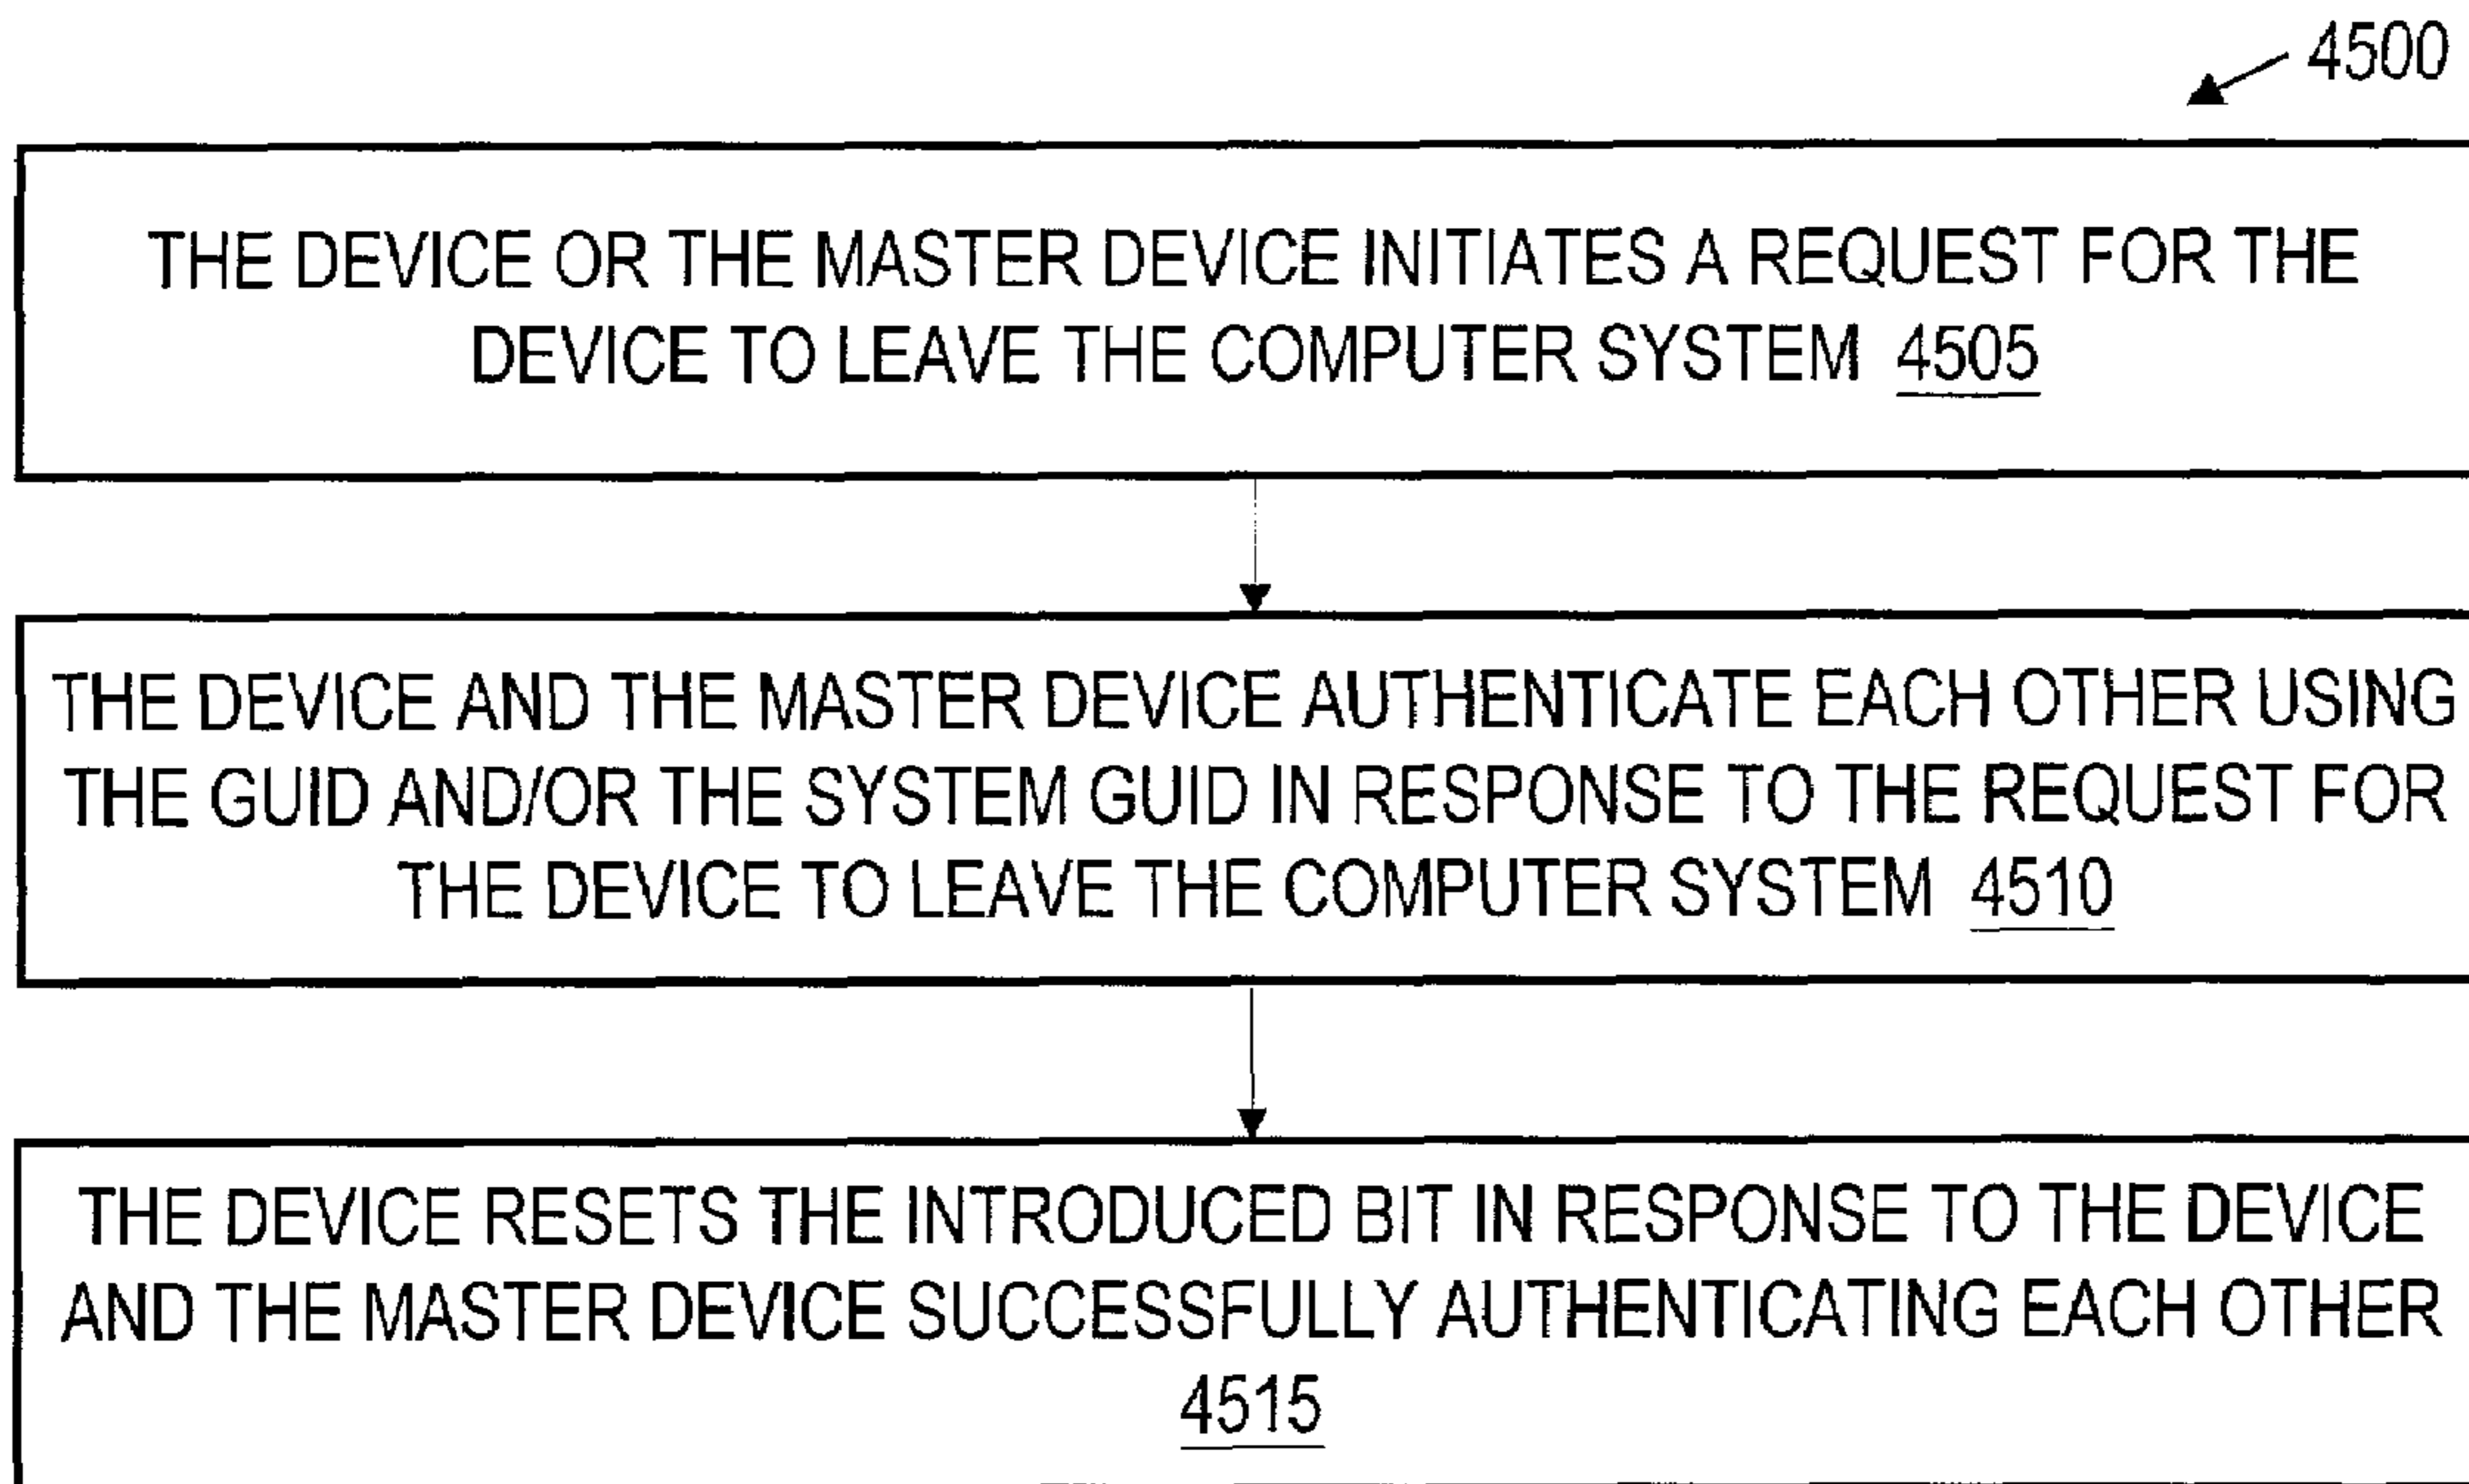 4500
THE DEVICE OR THE MASTER DEVICE INITIATES A REQUEST FOR THE
DEVICE TO LEAVE THE COMPUTER SYSTEM 4505
THE DEVICE AND THE MASTER DEVICE AUTHENTICATE EACH OTHER USING
THE GUID AND/OR THE SYSTEM GUID IN RESPONSE TO THE REQUEST FOR
THE DEVICE TO LEAVE THE COMPUTER SYSTEM 4510
THE DEVICE RESETS THE INTRODUCED BIT IN RESPONSE TO THE DEVICE
AND THE MASTER DEVICE SUCCESSFULLY AUTHENTICATING EACH OTHER
4515